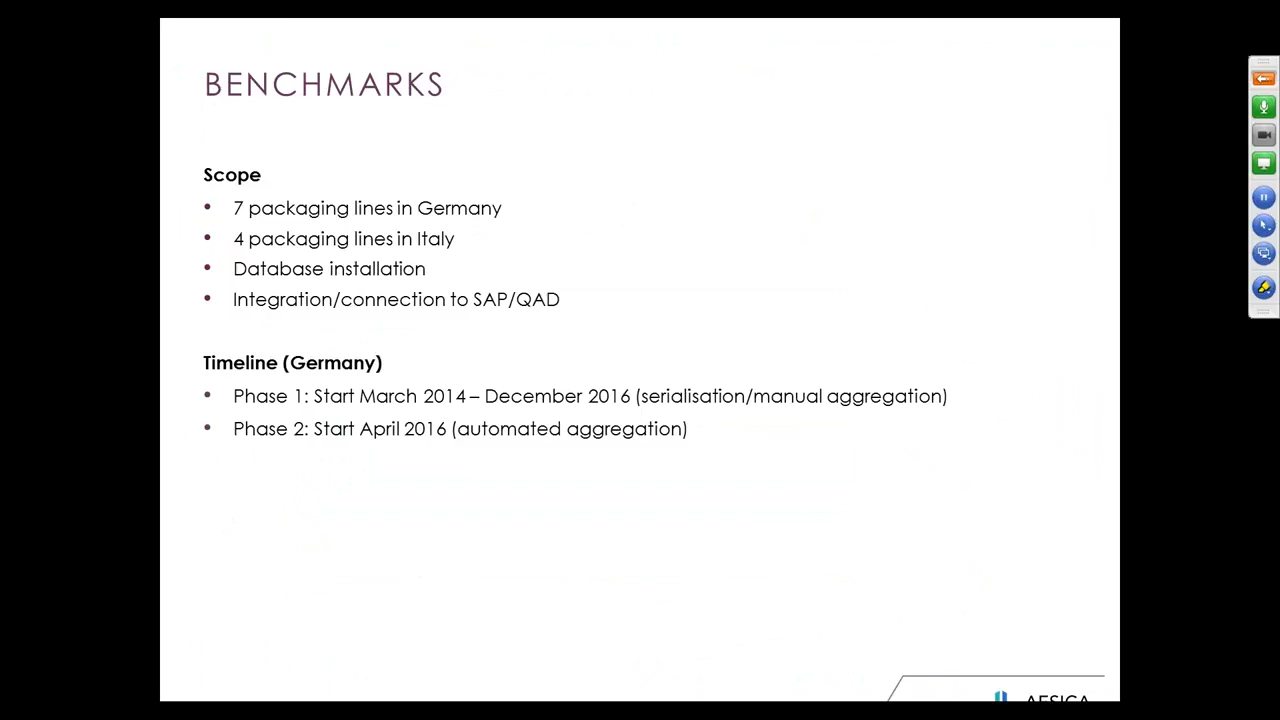 BENCHMARKS
Scope
• 7 packaging lines in Germany
• 4 packaging lines in Italy
• Database installation
• Integration/connection to SAP/QAD
Timeline (Germany)
• Phase 1: Start March 2014 – December 2016 (serialisation/manual aggregation)
• Phase 2: Start April 2016 (automated aggregation)
AESICA